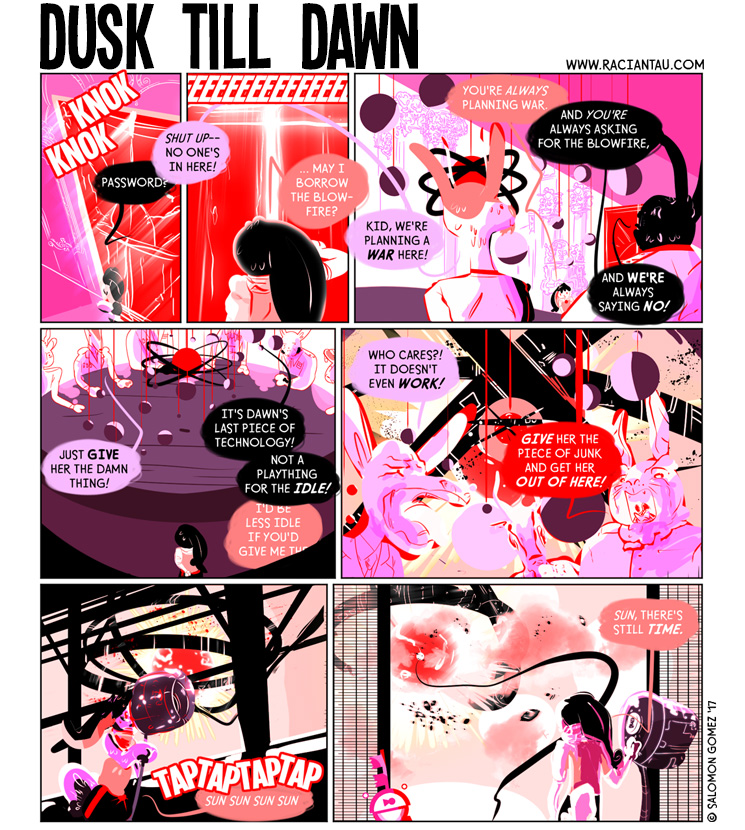 DUSK TILL DAWN
WWW.RACIANTAU.COM
KNOK
KNOK
PASSWORD?
SHUT UP--
NO ONE'S
IN HERE!
... MAY I
BORROW
THE BLOW-
FIRE?
YOU'RE ALWAYS
PLANNING WAR.
AND YOU'RE
ALWAYS ASKING
FOR THE BLOWFIRE,
KID, WE'RE
PLANNING A
WAR HERE!
AND WE'RE
ALWAYS
SAYING NO!
JUST GIVE
HER THE DAMN
THING!
IT'S DAWN'S
LAST PIECE OF
TECHNOLOGY!
NOT A
PLAYTHING
FOR THE IDLE!
I'D BE
LESS IDLE
IF YOU'D
GIVE ME THE
WHO CARES?!
IT DOESN'T
EVEN WORK!
GIVE HER THE
PIECE OF JUNK
AND GET HER
OUT OF HERE!
TAPTAPTAPTAP
SUN SUN SUN SUN
SUN, THERE'S
STILL TIME.
© SALOMON GOMEZ '17